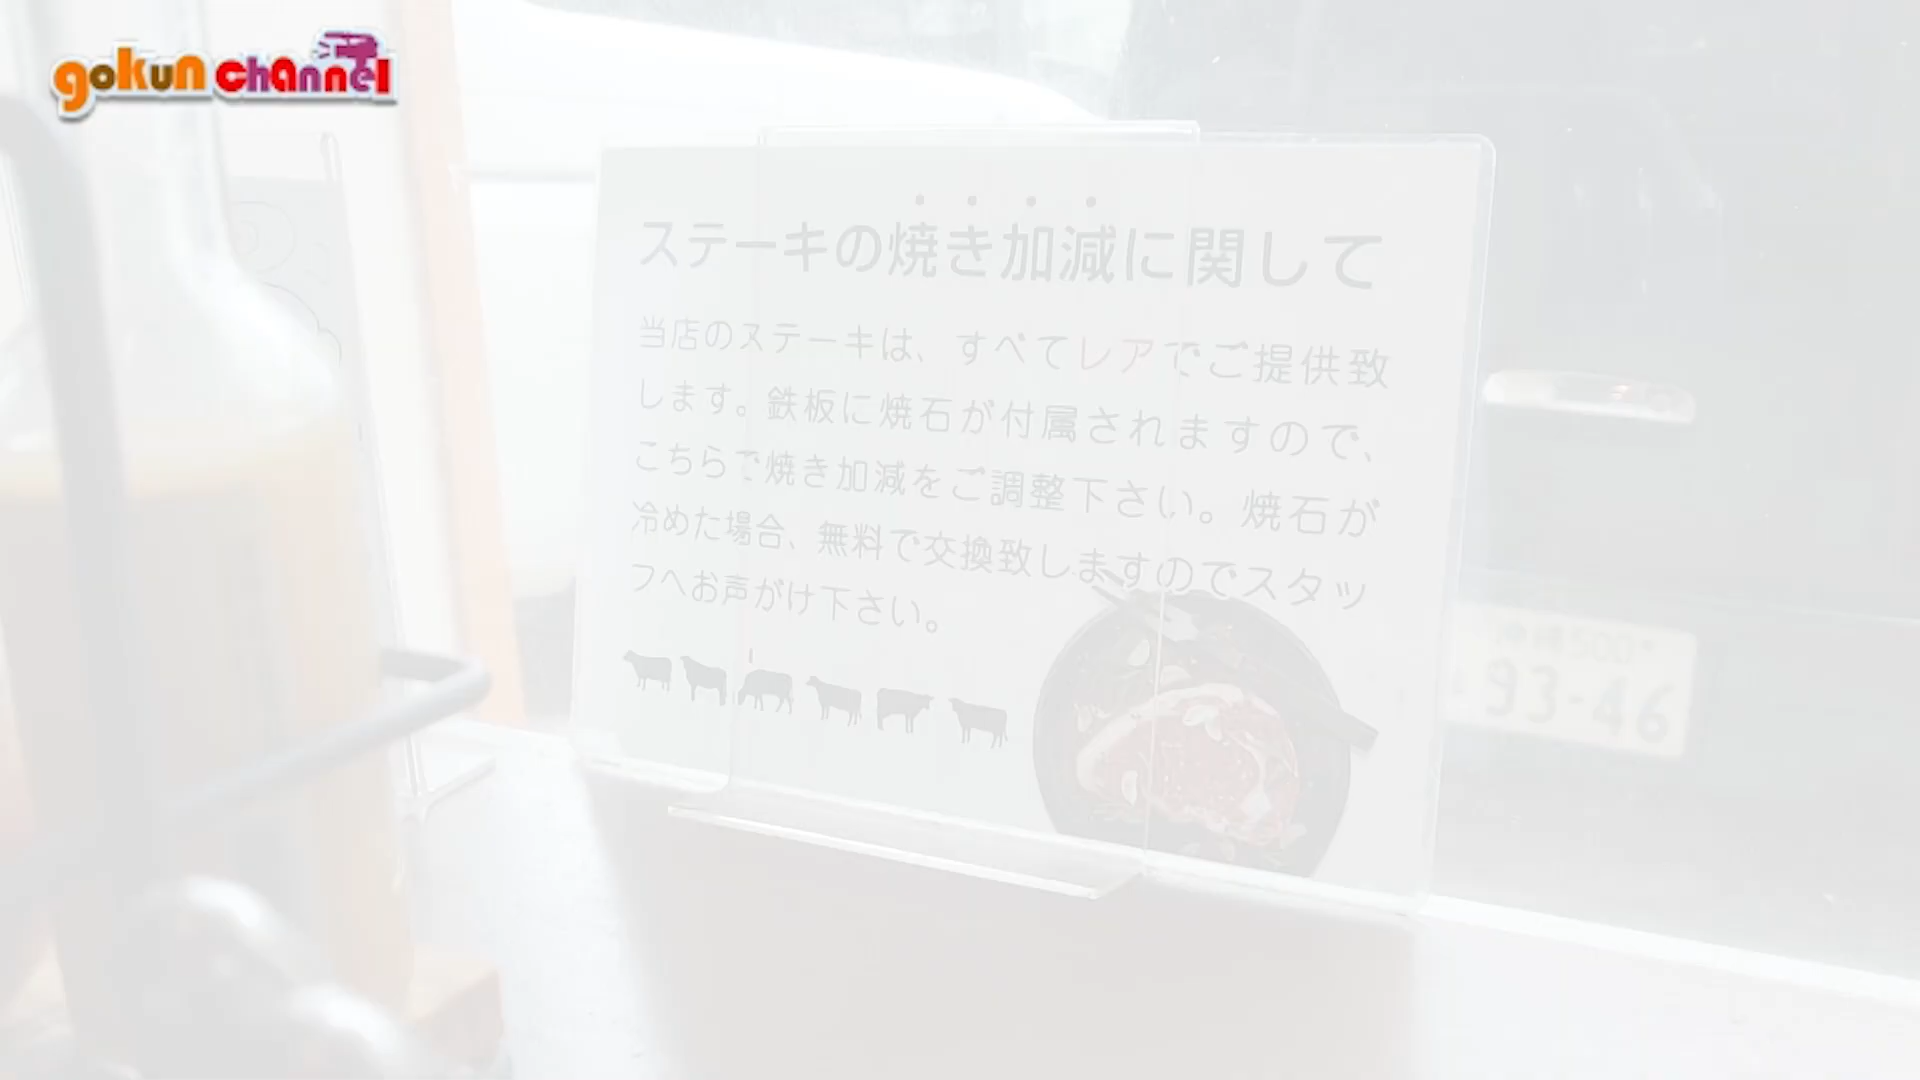 gokun channel
ステーキの焼き加減に関して
当店のステーキは、すべてレアでご提供致
します。鉄板に焼石が付属されますので、
こちらで焼き加減をご調整下さい。焼石が
冷めた場合、無料で交換致しますのでスタッ
フへお声がけ下さい。
沖縄500
93-46